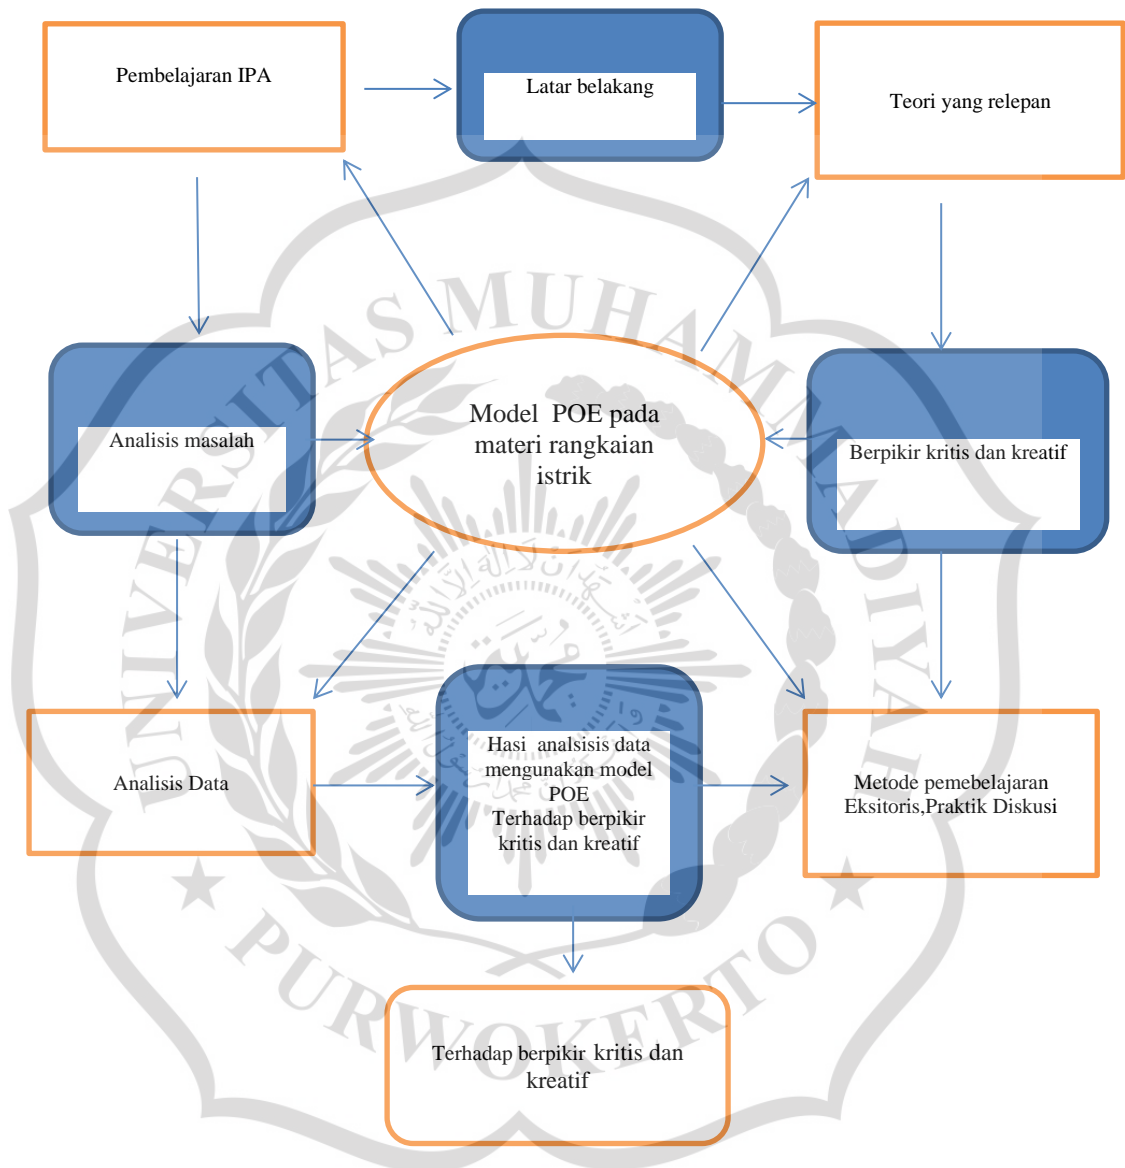 Pembelajaran IPA
Latar belakang
Teori yang relepan
UNIVERSITAS MUHAMMADIYAH
Analisis masalah
Model POE pada
materi rangkaian
istrik
Berpikir kritis dan kreatif
Analisis Data
Hasi analsisis data
mengunakan model
POE
Terhadap berpikir
kritis dan kreatif
Metode pemebelajaran
Eksitoris,Praktik Diskusi
PURWOKERTO
Terhadap berpikir kritis dan
kreatif